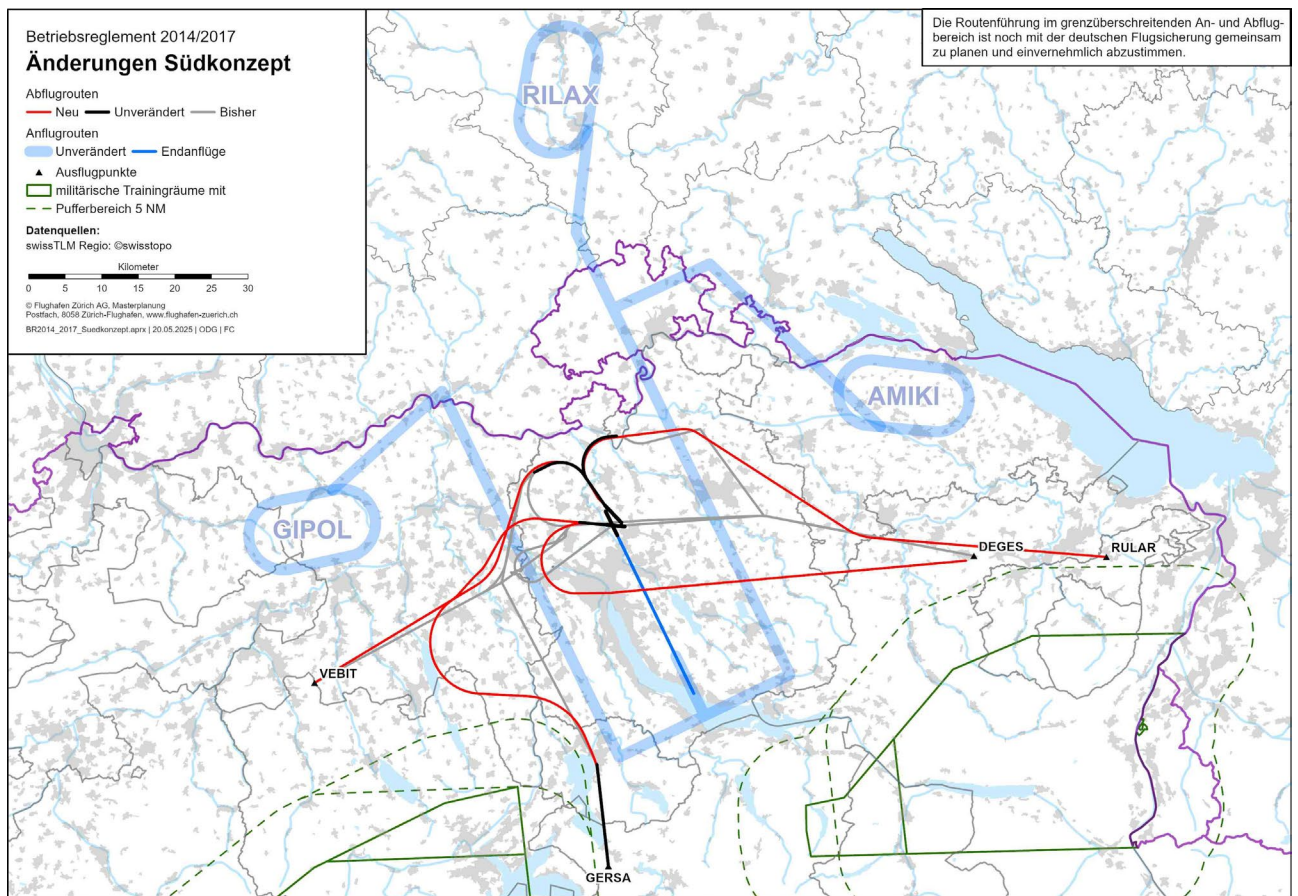 Betriebsreglement 2014/2017
Änderungen Südkonzept
Abflugrouten
Neu Unverändert Bisher
Anflugrouten
Unverändert Endanflüge
Ausflugpunkte
militärische Trainingräume mit
Pufferbereich 5 NM
Datenquellen:
swissTLM Regio: ©swisstopo
Kilometer
0 5 10 15 20 25 30
© Flughafen Zürich AG, Masterplanung
Postfach, 8058 Zürich-Flughafen, www.flughafen-zuerich.ch
BR2014_2017_Suedkonzept.aprx | 20.05.2025 | ODG | FC
Die Routenführung im grenzüberschreitenden An- und Abflug-
bereich ist noch mit der deutschen Flugsicherung gemeinsam
zu planen und einvernehmlich abzustimmen.
RILAX
AMIKI
GIPOL
DEGES
RULAR
VEBIT
GERSA